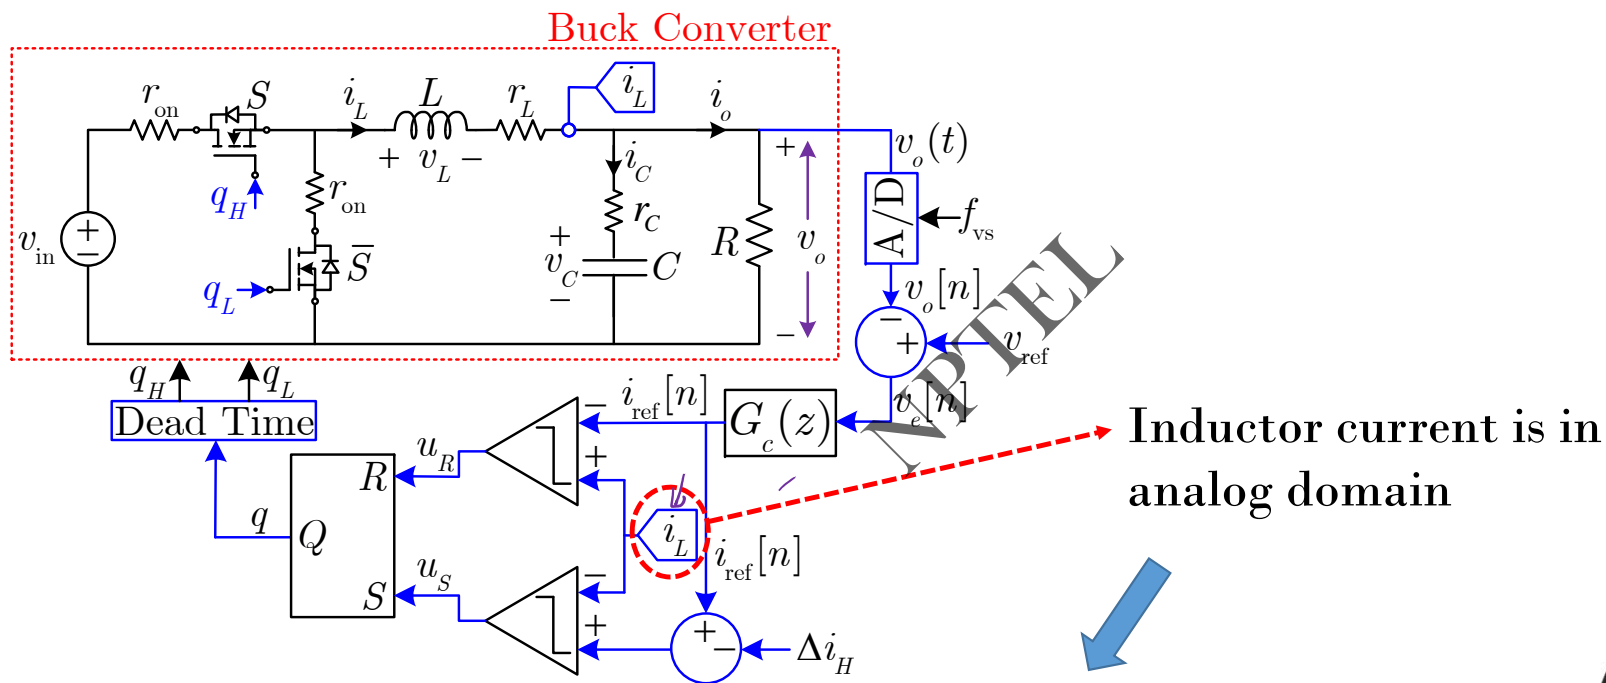 Buck Converter
r_on
S
i_L
L
r_L
i_L
i_o
+ v_L −
i_C
+
v_o(t)
q_H
r_on
r_C
A/D
f_vs
v_in
+
−
S̅
+
v_C
−
C
R
v_o
q_L
−
v_o[n]
−
+
v_ref
NPTEL
q_H
q_L
i_ref[n]
v_e[n]
Dead Time
−
G_c(z)
Inductor current is in
analog domain
u_R
+
R
q
Q
i_L
i_ref[n]
u_S
−
S
+
+
−
Δi_H